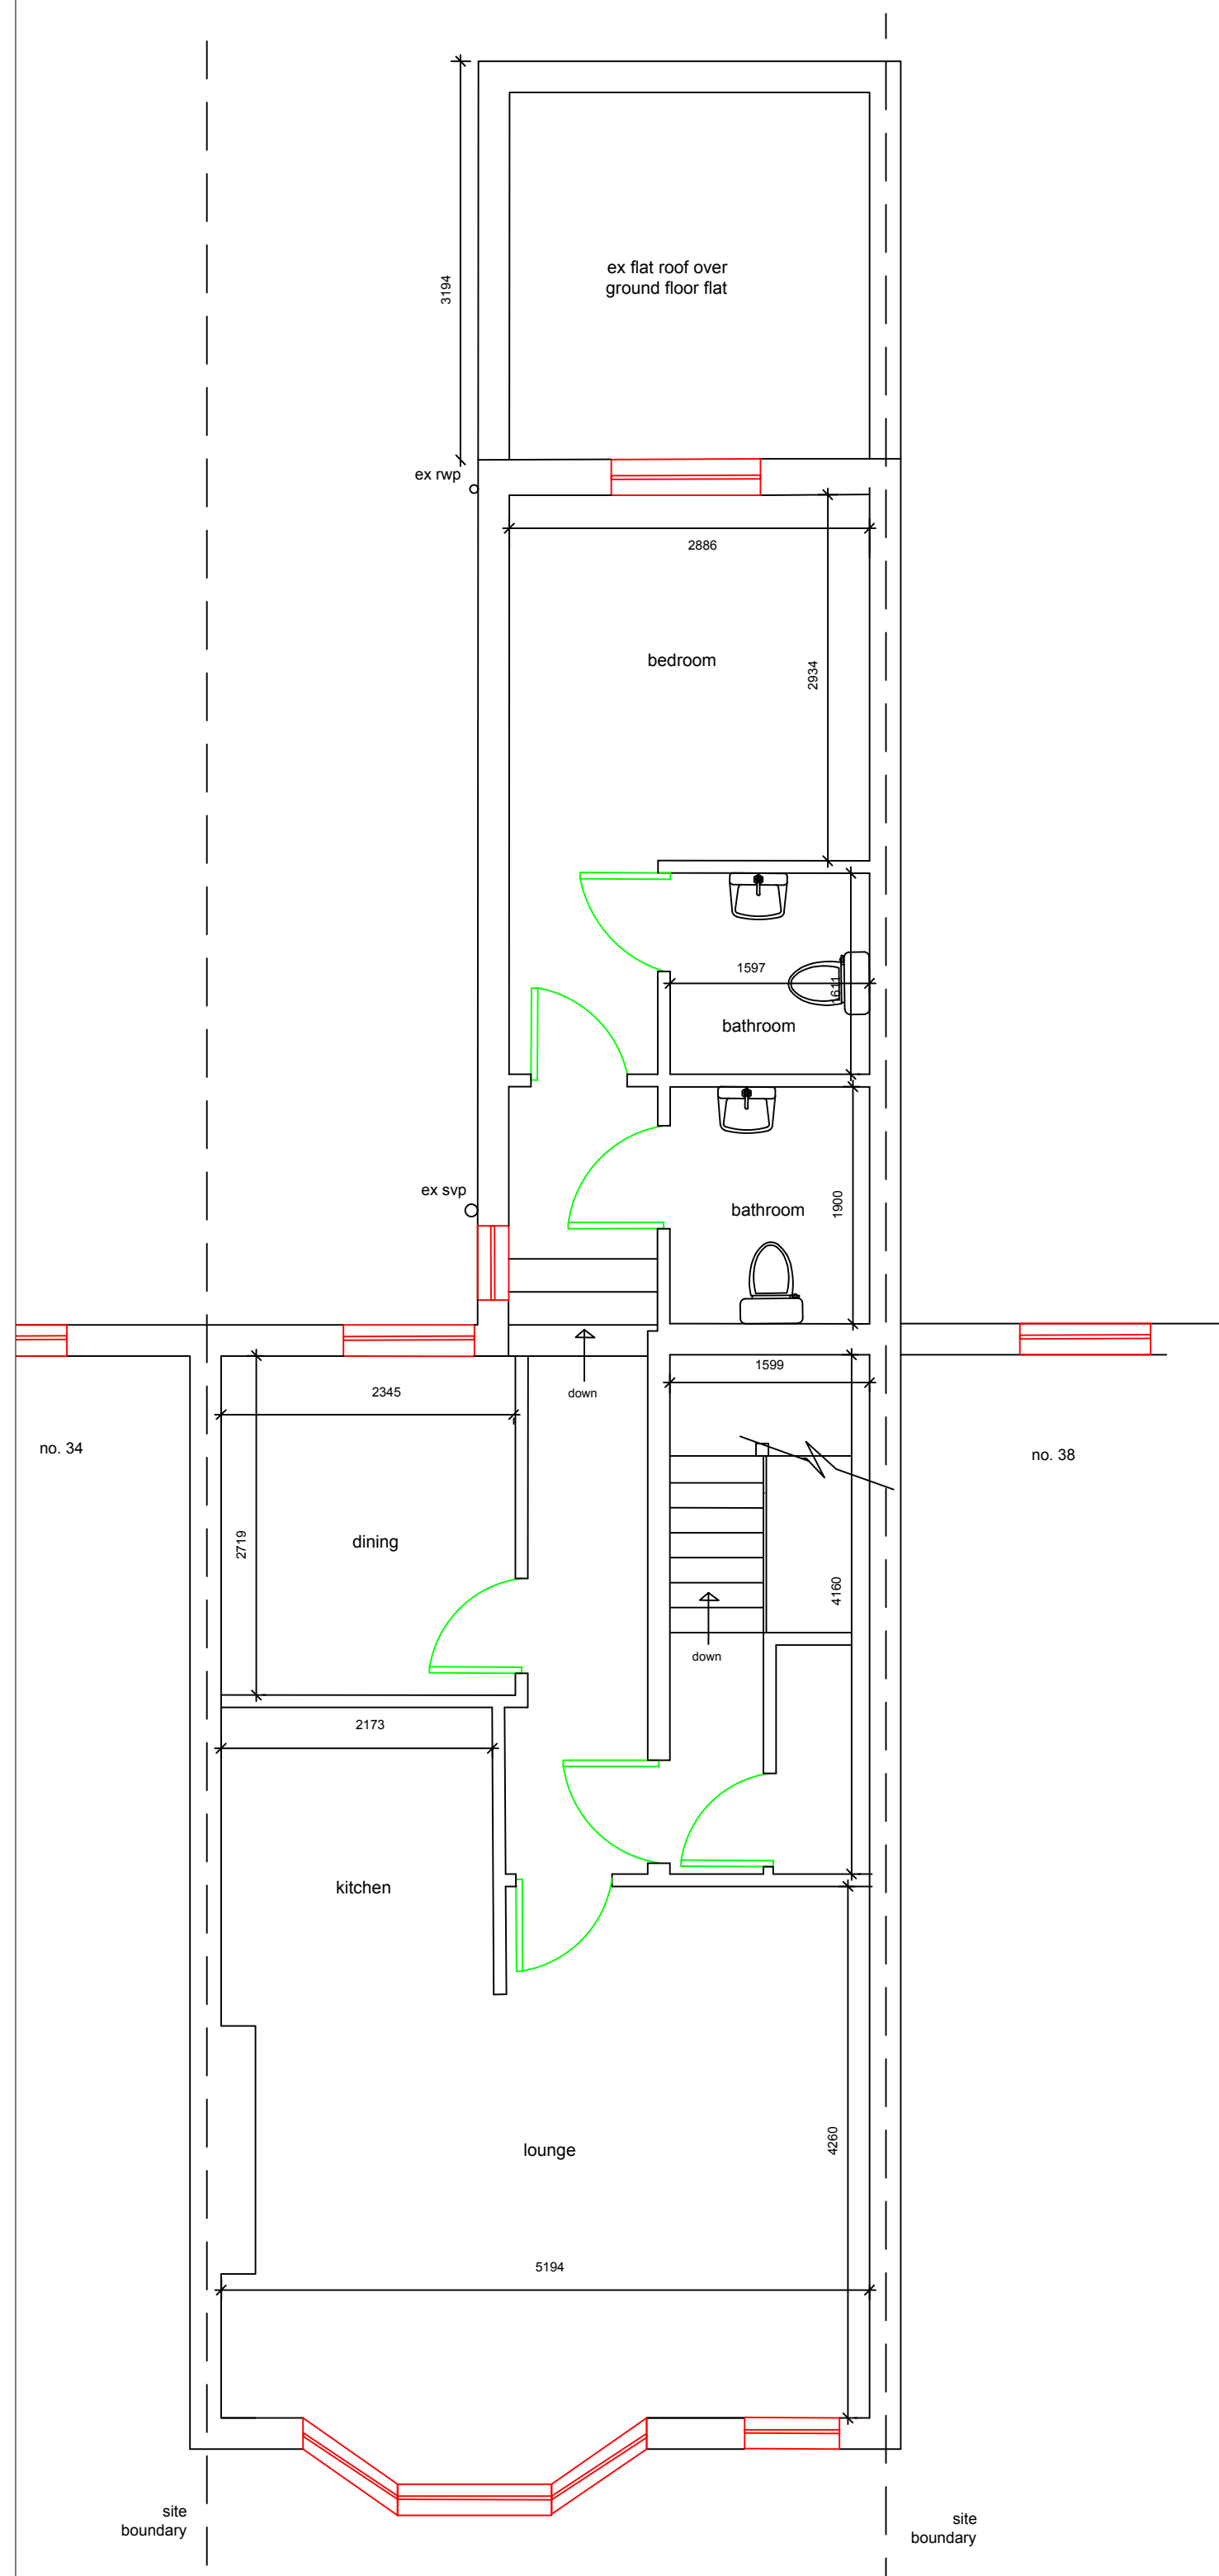 ex flat roof over
ground floor flat
3194
ex rwp
2886
bedroom
2934
1597
1611
bathroom
ex svp
bathroom
1900
down
1599
2345
no. 34
no. 38
dining
2719
4160
down
2173
kitchen
lounge
4260
5194
site
boundary
site
boundary